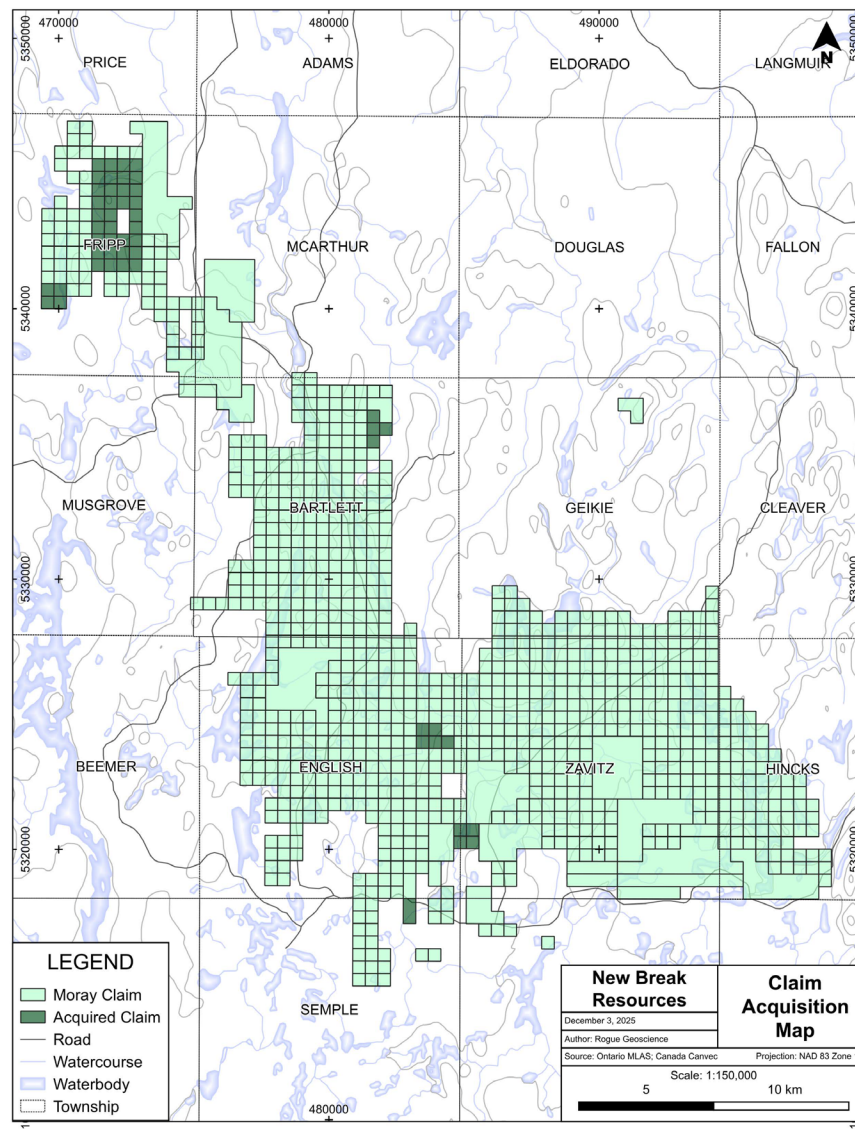 470000
480000
490000
5350000
5350000
PRICE
ADAMS
ELDORADO
LANGMUIR
N
FRIPP
MCARTHUR
DOUGLAS
FALLON
5340000
5340000
MUSGROVE
BARTLETT
GEIKIE
CLEAVER
5330000
5330000
BEEMER
ENGLISH
ZAVITZ
HINCKS
5320000
5320000
SEMPLE
LEGEND
Moray Claim
Acquired Claim
Road
Watercourse
Waterbody
Township
New Break
Resources
December 3, 2025
Author: Rogue Geoscience
Claim
Acquisition
Map
Source: Ontario MLAS; Canada Canvec
Projection: NAD 83 Zone
Scale: 1:150,000
5
10 km
480000